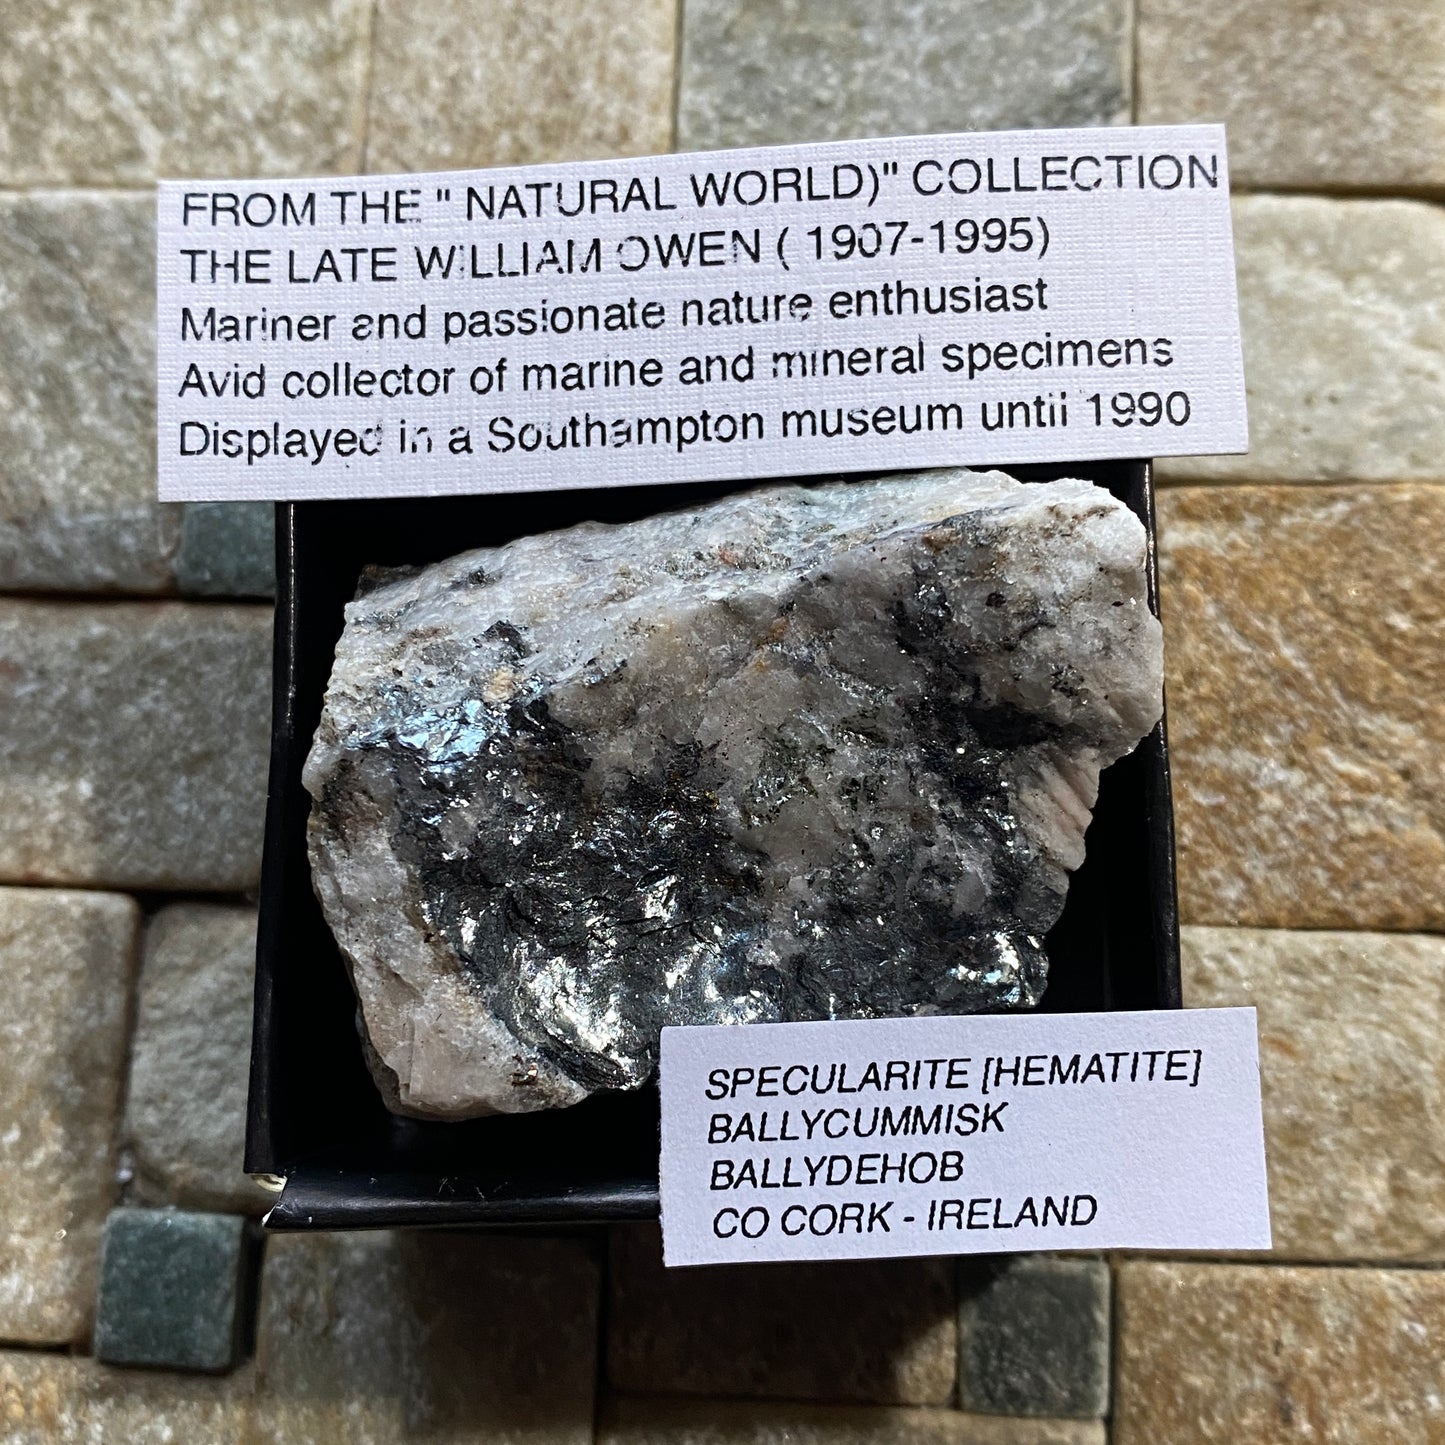 FROM THE " NATURAL WORLD)" COLLECTION
THE LATE WILLIAM OWEN ( 1907-1995)
Mariner and passionate nature enthusiast
Avid collector of marine and mineral specimens
Displayed in a Southampton museum until 1990
SPECULARITE [HEMATITE]
BALLYCUMMISK
BALLYDEHOB
CO CORK - IRELAND